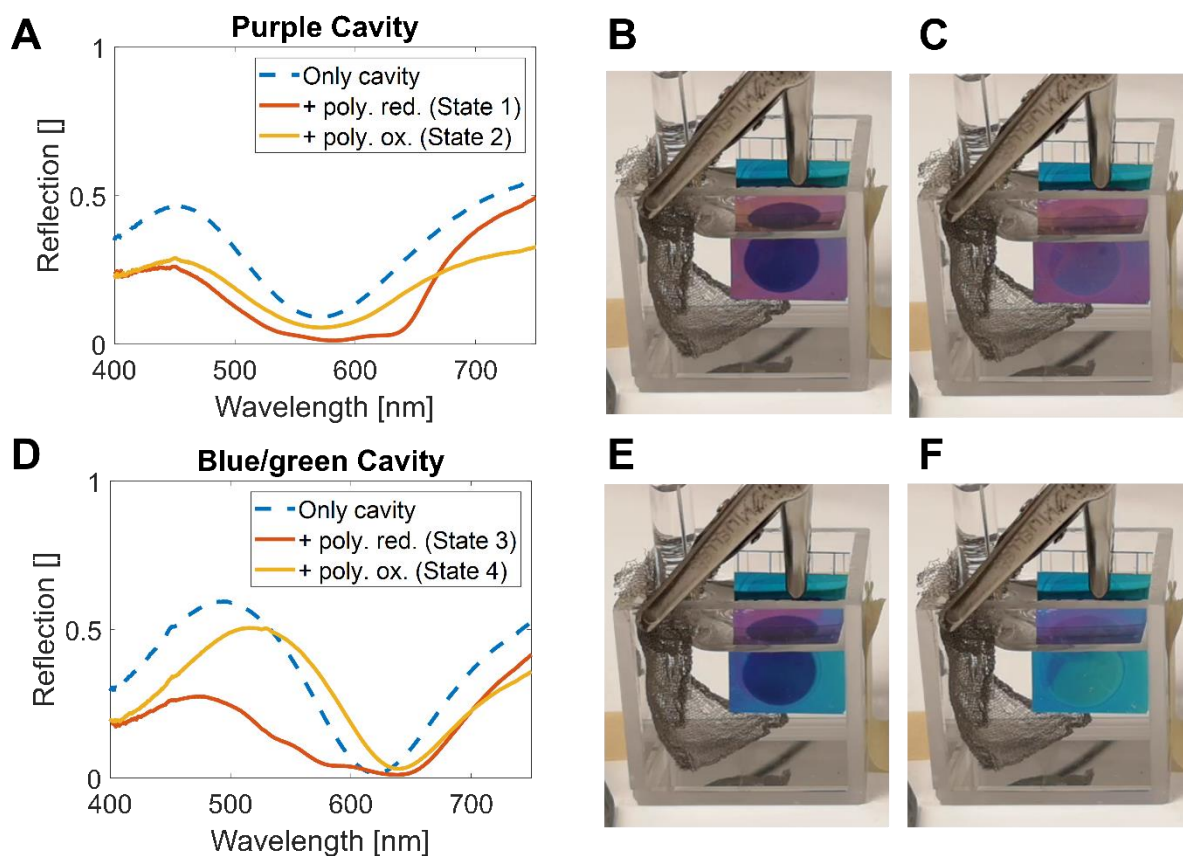 A
Purple Cavity
Only cavity
+ poly. red. (State 1)
+ poly. ox. (State 2)
1
0.5
0
Reflection []
400
500
600
700
Wavelength [nm]
B
C
D
Blue/green Cavity
Only cavity
+ poly. red. (State 3)
+ poly. ox. (State 4)
1
0.5
0
Reflection []
400
500
600
700
Wavelength [nm]
E
F